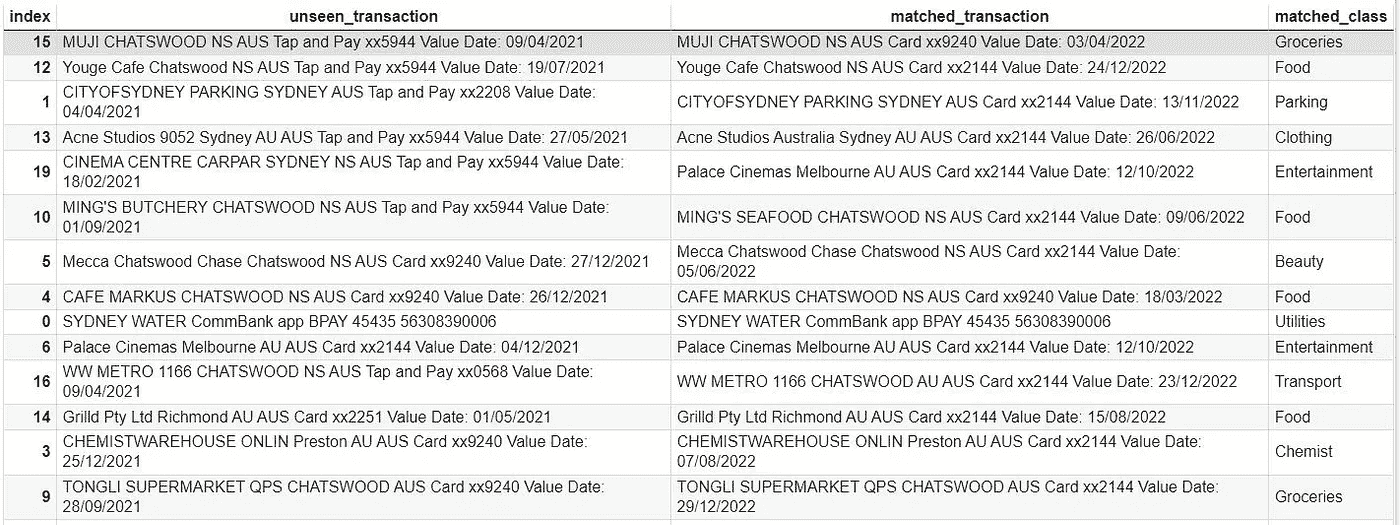 index unseen_transaction matched_transaction matched_class
15 MUJI CHATSWOOD NS AUS Tap and Pay xx5944 Value Date: 09/04/2021 MUJI CHATSWOOD NS AUS Card xx9240 Value Date: 03/04/2022 Groceries
12 Youge Cafe Chatswood NS AUS Tap and Pay xx5944 Value Date: 19/07/2021 Youge Cafe Chatswood NS AUS Card xx2144 Value Date: 24/12/2022 Food
1 CITYOFSYDNEY PARKING SYDNEY AUS Tap and Pay xx2208 Value Date:
04/04/2021 CITYOFSYDNEY PARKING SYDNEY AUS Card xx2144 Value Date: 13/11/2022 Parking
13 Acne Studios 9052 Sydney AU AUS Tap and Pay xx5944 Value Date: 27/05/2021 Acne Studios Australia Sydney AU AUS Card xx2144 Value Date: 26/06/2022 Clothing
19 CINEMA CENTRE CARPAR SYDNEY NS AUS Tap and Pay xx5944 Value Date:
18/02/2021 Palace Cinemas Melbourne AU AUS Card xx2144 Value Date: 12/10/2022 Entertainment
10 MING'S BUTCHERY CHATSWOOD NS AUS Tap and Pay xx5944 Value Date:
01/09/2021 MING'S SEAFOOD CHATSWOOD NS AUS Card xx2144 Value Date: 09/06/2022 Food
5 Mecca Chatswood Chase Chatswood NS AUS Card xx9240 Value Date: 27/12/2021 Mecca Chatswood Chase Chatswood NS AUS Card xx2144 Value Date:
05/06/2022 Beauty
4 CAFE MARKUS CHATSWOOD NS AUS Card xx9240 Value Date: 26/12/2021 CAFE MARKUS CHATSWOOD NS AUS Card xx9240 Value Date: 18/03/2022 Food
0 SYDNEY WATER CommBank app BPAY 45435 56308390006 SYDNEY WATER CommBank app BPAY 45435 56308390006 Utilities
6 Palace Cinemas Melbourne AU AUS Card xx2144 Value Date: 04/12/2021 Palace Cinemas Melbourne AU AUS Card xx2144 Value Date: 12/10/2022 Entertainment
16 WW METRO 1166 CHATSWOOD NS AUS Tap and Pay xx0568 Value Date:
09/04/2021 WW METRO 1166 CHATSWOOD AU AUS Card xx2144 Value Date: 23/12/2022 Transport
14 Grilld Pty Ltd Richmond AU AUS Card xx2251 Value Date: 01/05/2021 Grilld Pty Ltd Richmond AU AUS Card xx2144 Value Date: 15/08/2022 Food
3 CHEMISTWAREHOUSE ONLIN Preston AU AUS Card xx9240 Value Date:
25/12/2021 CHEMISTWAREHOUSE ONLIN Preston AU AUS Card xx2144 Value Date:
07/08/2022 Chemist
9 TONGLI SUPERMARKET QPS CHATSWOOD AUS Card xx9240 Value Date:
28/09/2021 TONGLI SUPERMARKET QPS CHATSWOOD AUS Card xx2144 Value Date:
29/12/2022 Groceries